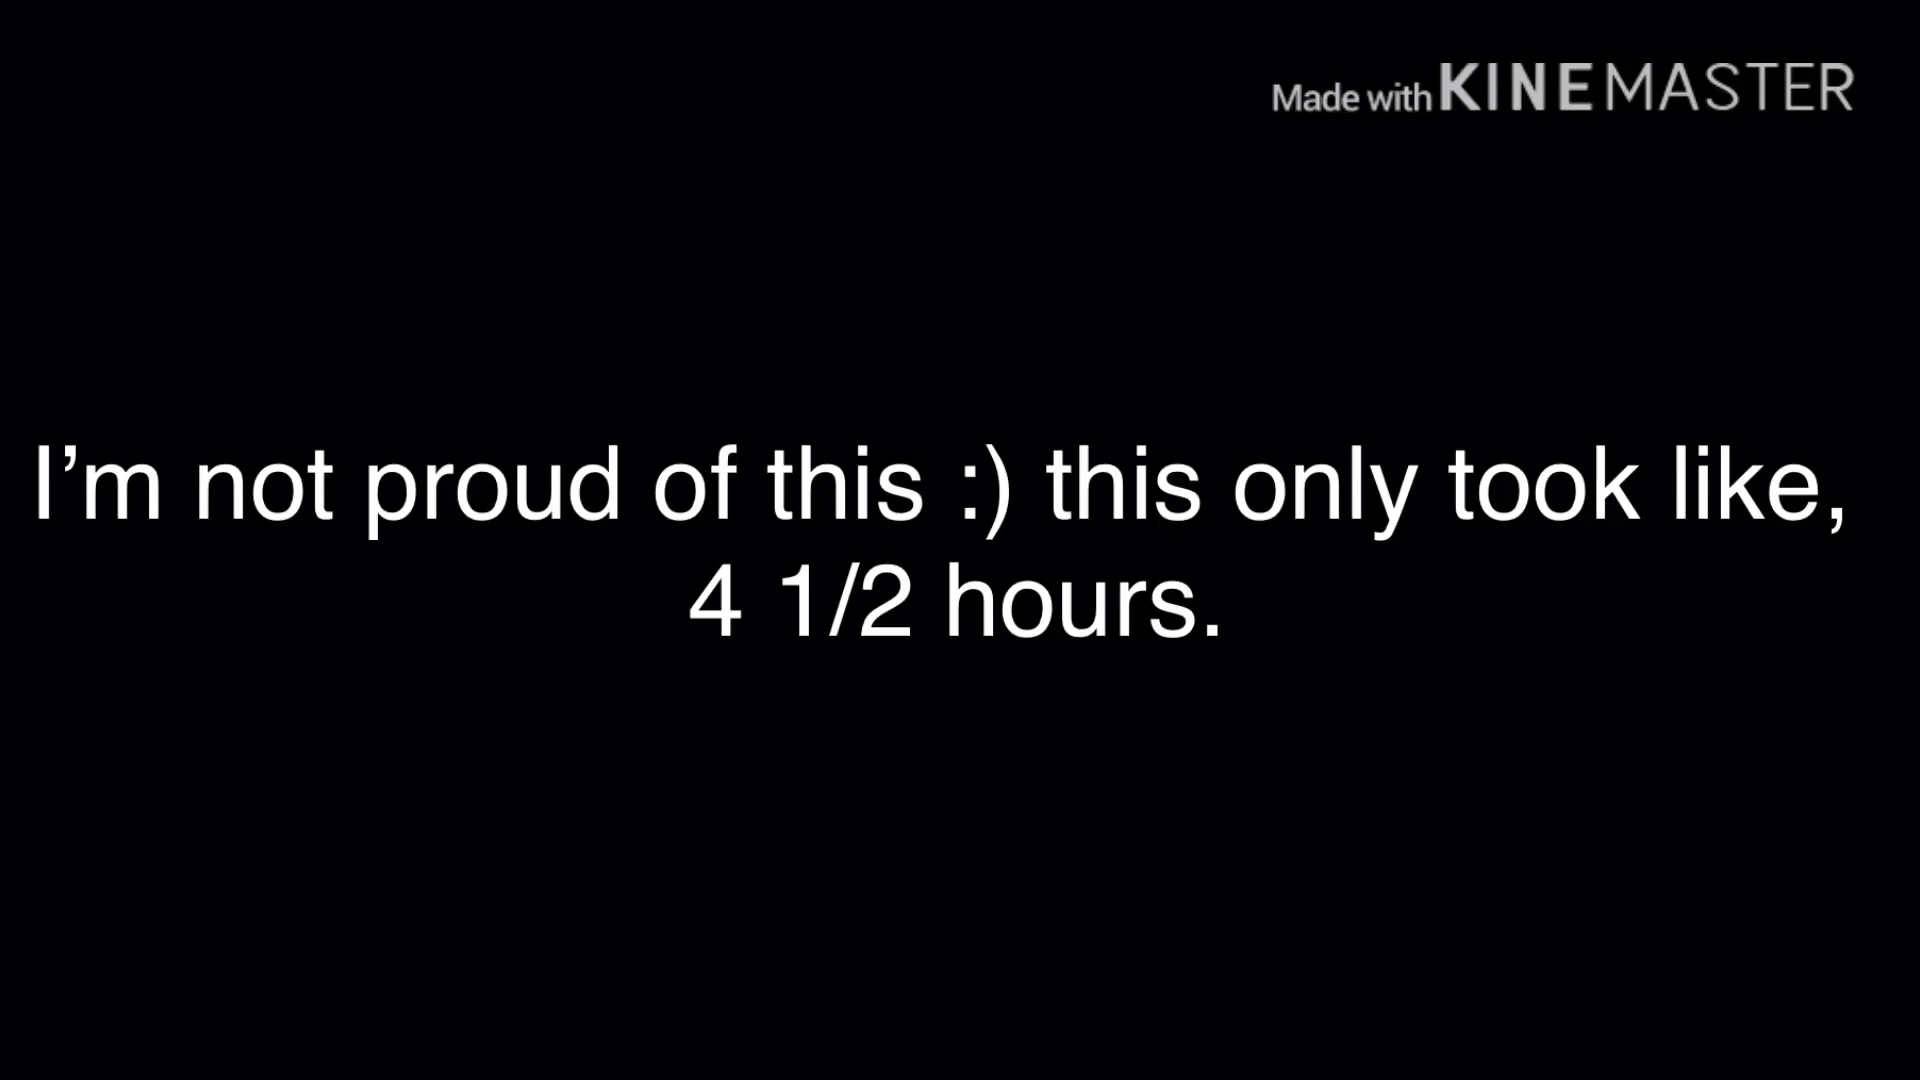 Made with KINEMASTER
I’m not proud of this :) this only took like,
4 1/2 hours.